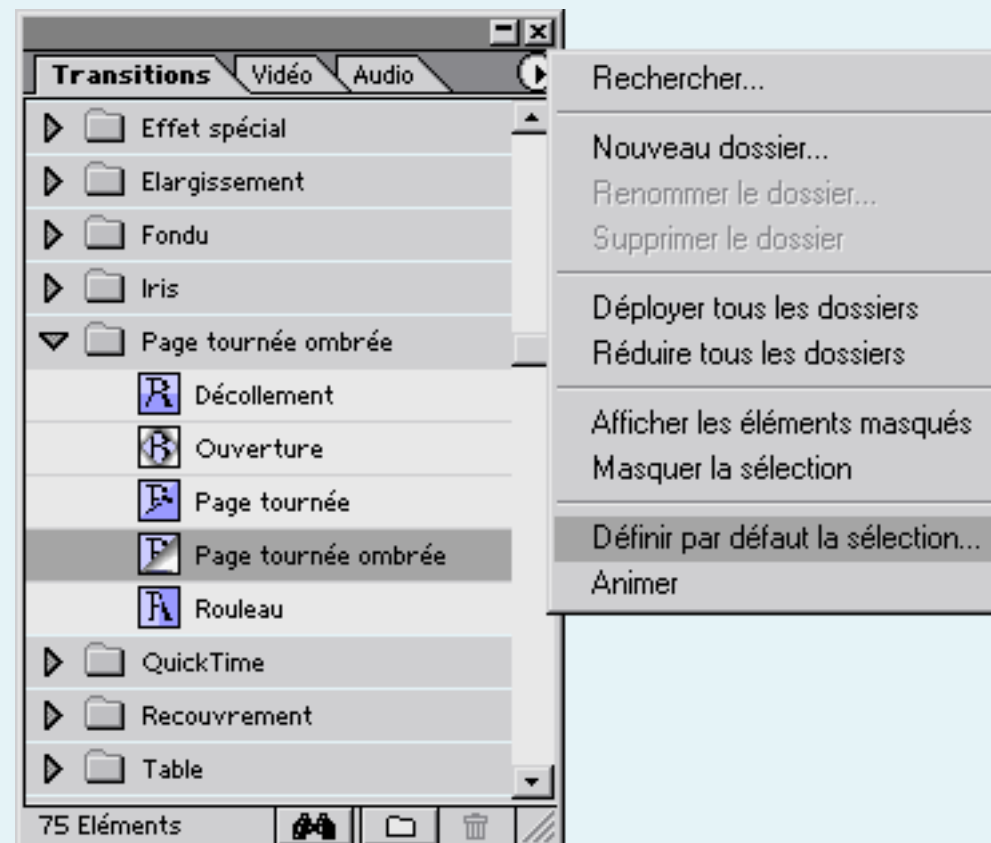 Transitions Vidéo Audio
Effet spécial
Elargissement
Fondu
Iris
Page tournée ombrée
Décollement
Ouverture
Page tournée
Page tournée ombrée
Rouleau
QuickTime
Recouvrement
Table
75 Eléments
Rechercher...
Nouveau dossier...
Renommer le dossier...
Supprimer le dossier
Déployer tous les dossiers
Réduire tous les dossiers
Afficher les éléments masqués
Masquer la sélection
Définir par défaut la sélection...
Animer